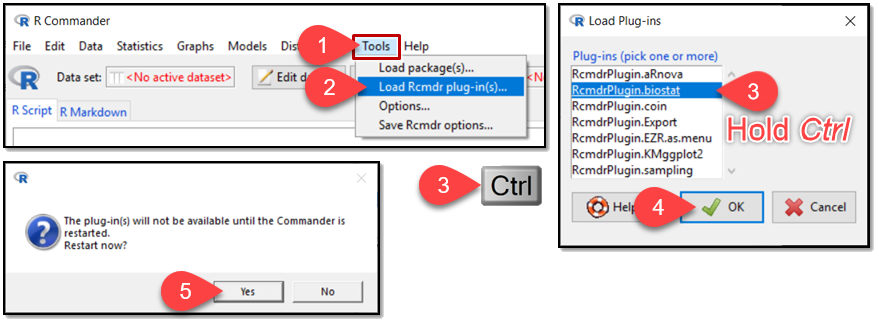 R Commander
File Edit Data Statistics Graphs Models Dis 1 Tools Help
Data set: <No active dataset> Edit d
R Script R Markdown
Load package(s)...
2 Load Rcmdr plug-in(s)...
Options...
Save Rcmdr options...
Load Plug-ins
Plug-ins (pick one or more)
RcmdrPlugin.aRnova
RcmdrPlugin.biostat 3
RcmdrPlugin.coin
RcmdrPlugin.Export
RcmdrPlugin.EZR.as.menu
RcmdrPlugin.KMggplot2
RcmdrPlugin.sampling
Hold Ctrl
Help 4 OK Cancel
3 Ctrl
The plug-in(s) will not be available until the Commander is
restarted.
Restart now?
5 Yes No